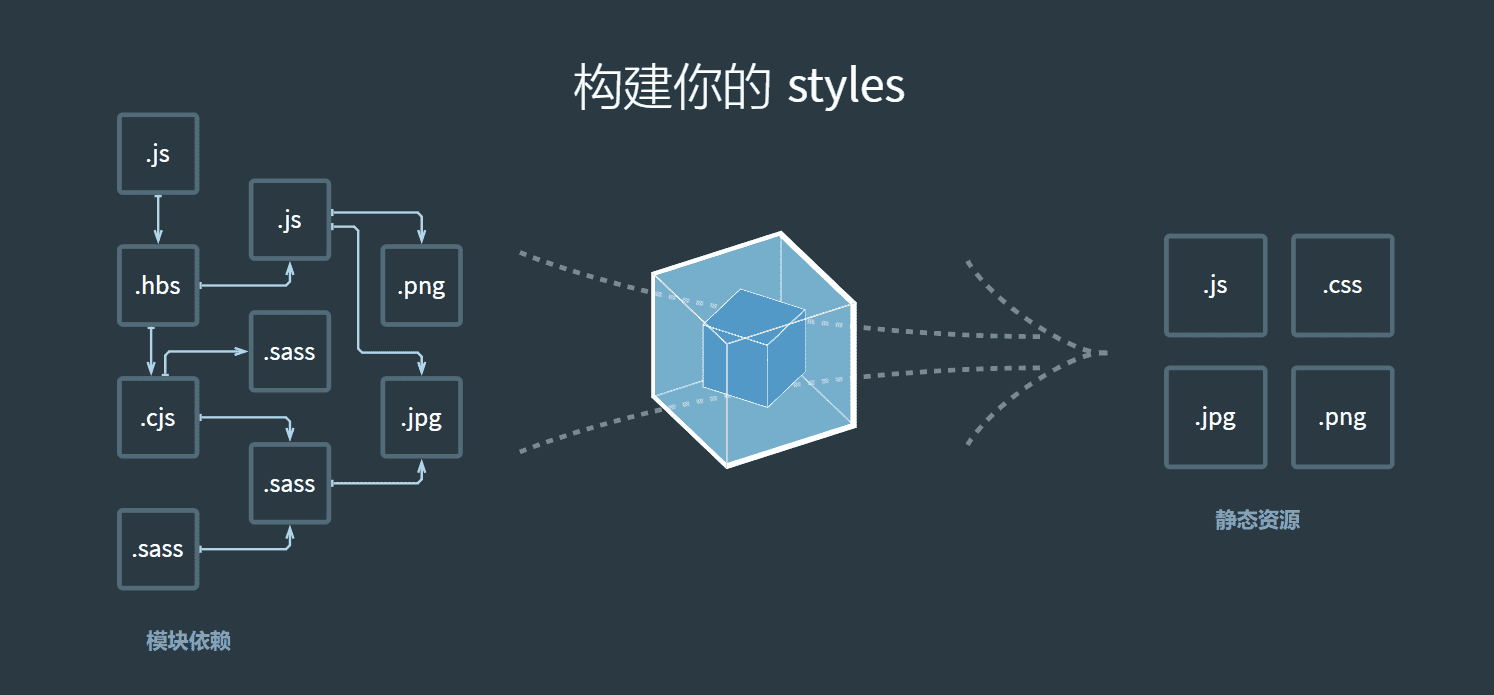 构建你的 styles
.js
.js
.hbs
.png
.sass
.cjs
.jpg
.sass
.sass
模块依赖
.js
.css
.jpg
.png
静态资源